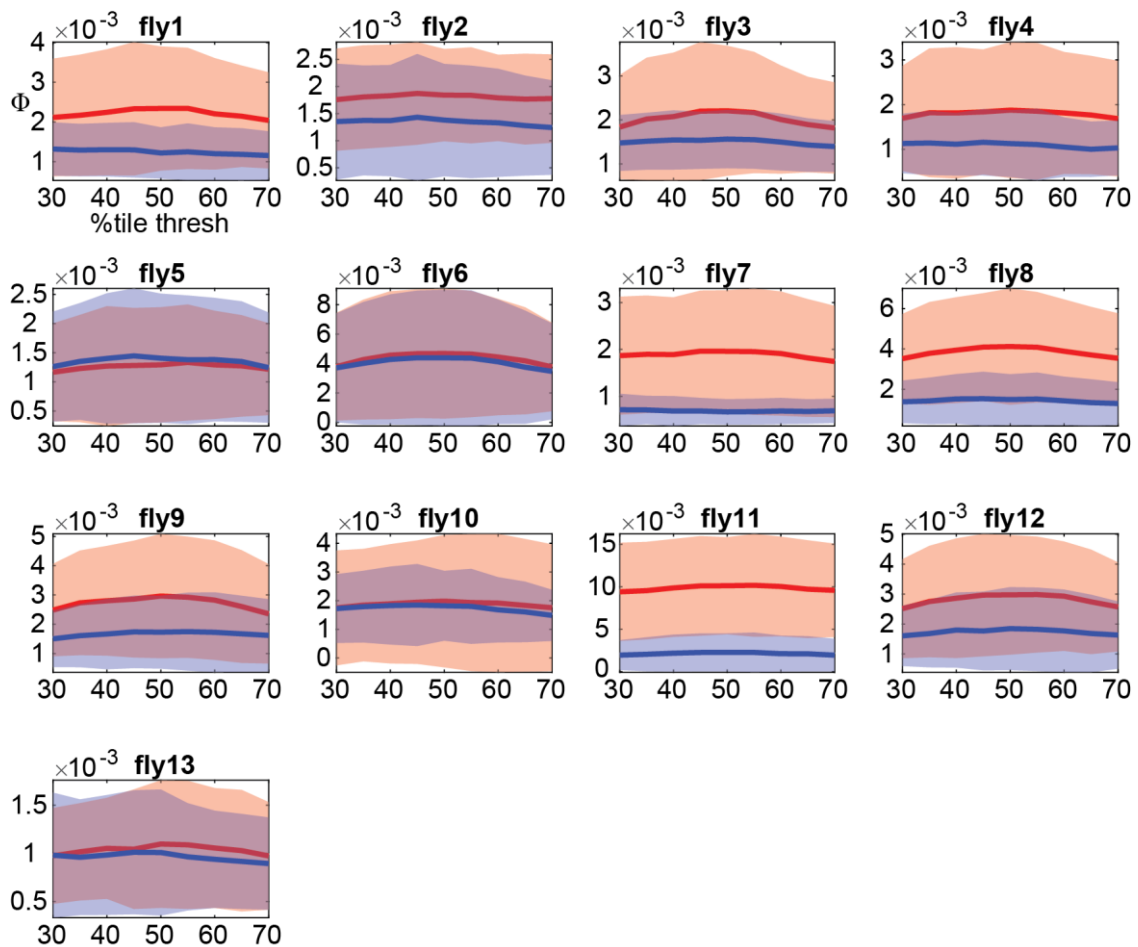 ×10⁻³ fly1
4
3
Φ
2
1
30 40 50 60 70
%tile thresh
×10⁻³ fly2
2.5
2
1.5
1
0.5
30 40 50 60 70
×10⁻³ fly3
3
2
1
30 40 50 60 70
×10⁻³ fly4
3
2
1
30 40 50 60 70
×10⁻³ fly5
2.5
2
1.5
1
0.5
30 40 50 60 70
×10⁻³ fly6
8
6
4
2
0
30 40 50 60 70
×10⁻³ fly7
3
2
1
30 40 50 60 70
×10⁻³ fly8
6
4
2
30 40 50 60 70
×10⁻³ fly9
5
4
3
2
1
30 40 50 60 70
×10⁻³ fly10
4
3
2
1
0
30 40 50 60 70
×10⁻³ fly11
15
10
5
0
30 40 50 60 70
×10⁻³ fly12
5
4
3
2
1
30 40 50 60 70
×10⁻³ fly13
1.5
1
0.5
30 40 50 60 70